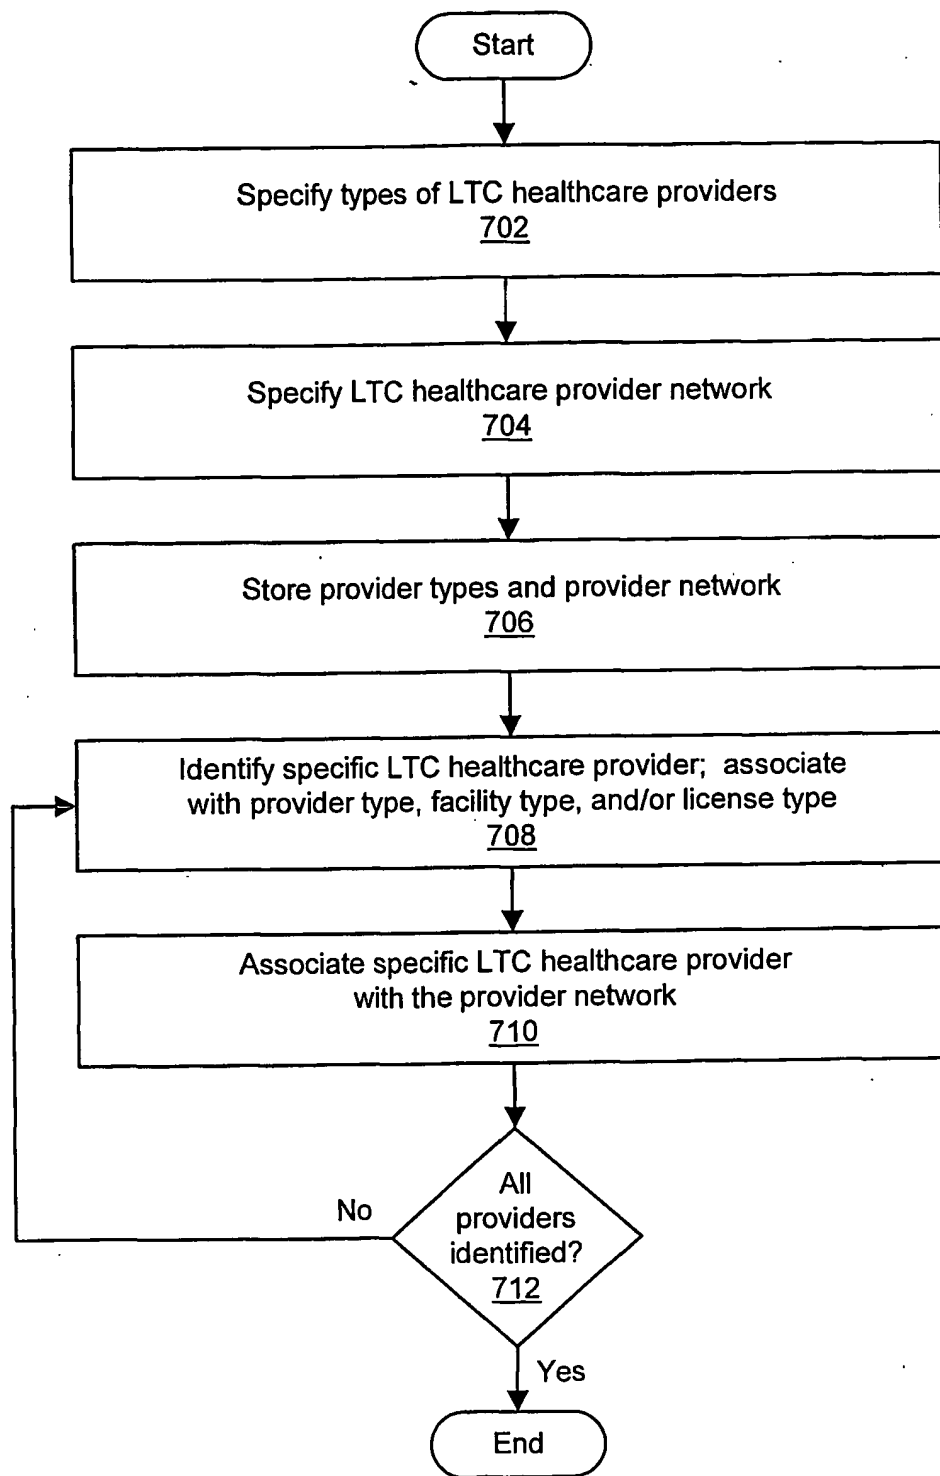 Start
Specify types of LTC healthcare providers
702
Specify LTC healthcare provider network
704
Store provider types and provider network
706
Identify specific LTC healthcare provider; associate
with provider type, facility type, and/or license type
708
Associate specific LTC healthcare provider
with the provider network
710
All
providers
identified?
712
No
Yes
End